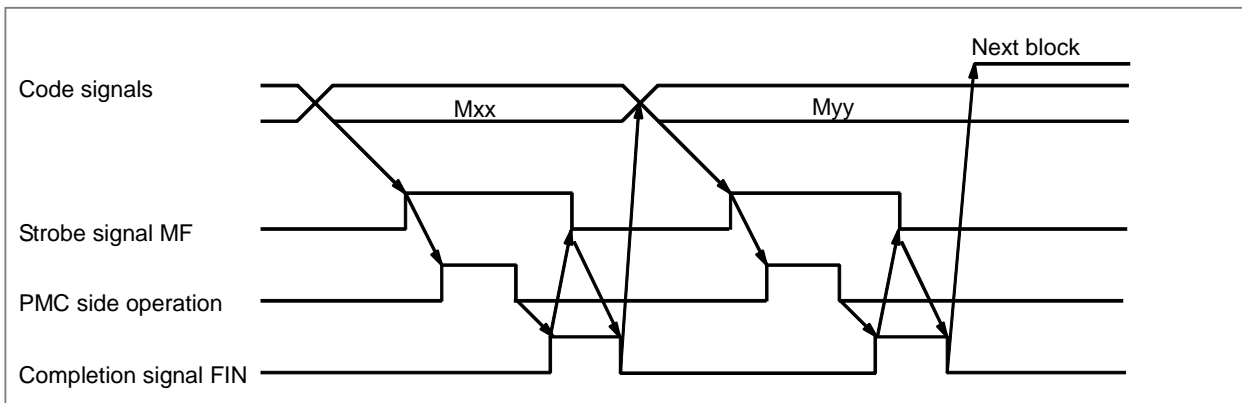 Next block
Code signals
Mxx Myy
Strobe signal MF
PMC side operation
Completion signal FIN